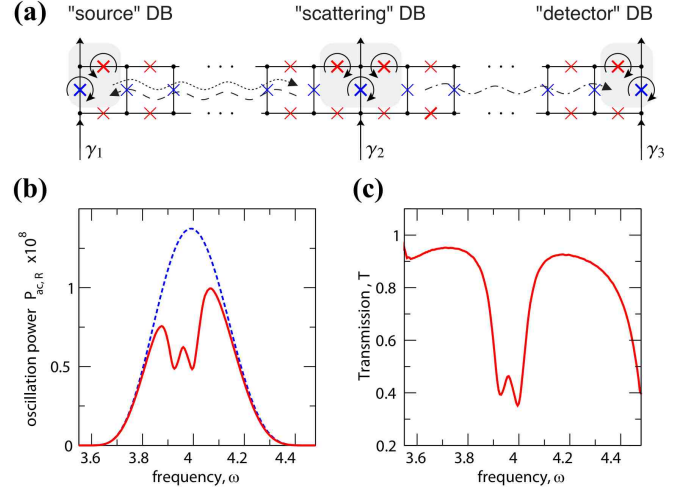 (a)
"source" DB "scattering" DB "detector" DB
. . . . . .
. . . . . .
γ1 γ2 γ3
(b)
oscillation power P ac, R x10^8
1
0.5
0
3.6 3.8 4 4.2 4.4
frequency, ω
(c)
Transmission, T
1
0.8
0.6
0.4
0.2
3.6 3.8 4 4.2 4.4
frequency, ω